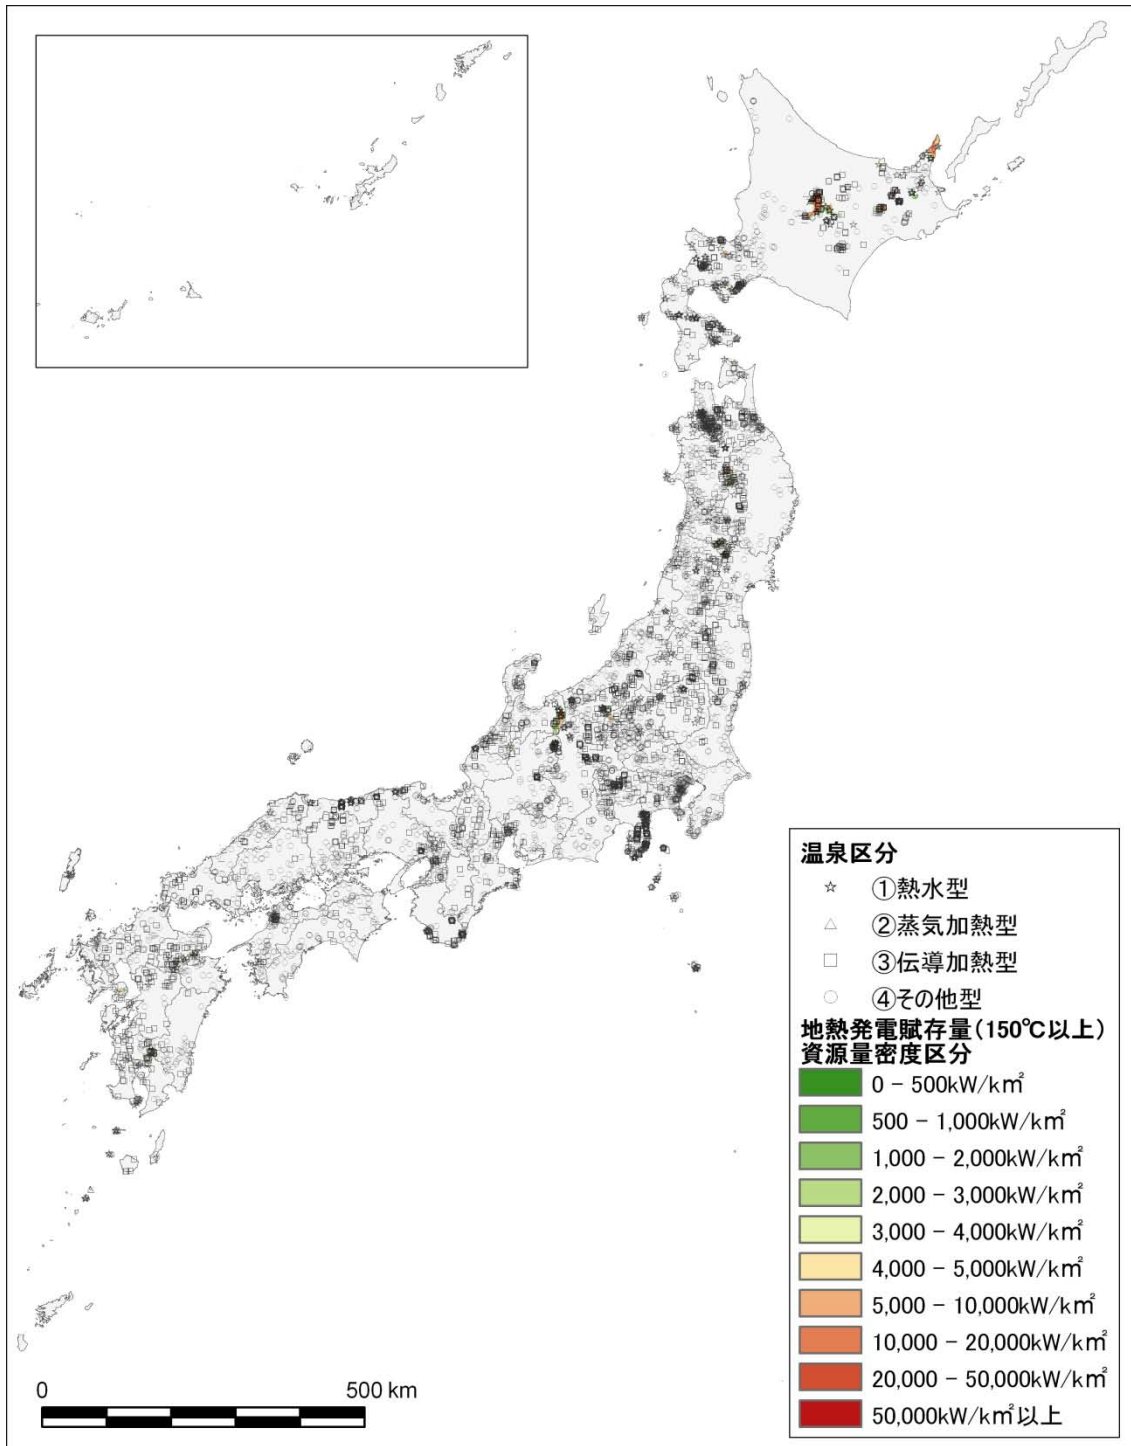 温泉区分
①熱水型
②蒸気加熱型
③伝導加熱型
④その他型
地熱発電賦存量(150℃以上)
資源量密度区分
0 - 500kW/k㎡
500 - 1,000kW/k㎡
1,000 - 2,000kW/k㎡
2,000 - 3,000kW/k㎡
3,000 - 4,000kW/k㎡
4,000 - 5,000kW/k㎡
5,000 - 10,000kW/k㎡
10,000 - 20,000kW/k㎡
20,000 - 50,000kW/k㎡
50,000kW/k㎡以上
0 500 km